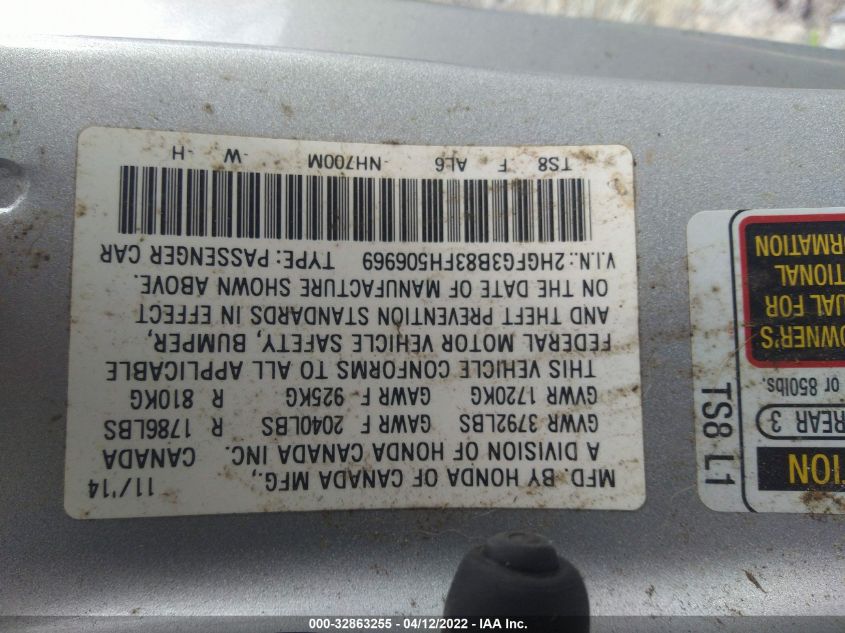 MFD. BY HONDA OF CANADA MFG., 11/'14
A DIVISION OF HONDA CANADA INC. CANADA
GVWR 3792LBS GAWR F 2040LBS R 1786LBS
GVWR 1720KG GAWR F 925KG R 810KG
THIS VEHICLE CONFORMS TO ALL APPLICABLE
FEDERAL MOTOR VEHICLE SAFETY, BUMPER,
AND THEFT PREVENTION STANDARDS IN EFFECT
ON THE DATE OF MANUFACTURE SHOWN ABOVE.
V.I.N.: 2HGFG3B83FH506969 TYPE: PASSENGER CAR
TS8 F AL6 -NH700M -W -H
TION
REAR 3
or 850lbs.
TS8 L1
OWNER'S
UAL FOR
TIONAL
ORMATION
000-32863255 - 04/12/2022 - IAA Inc.